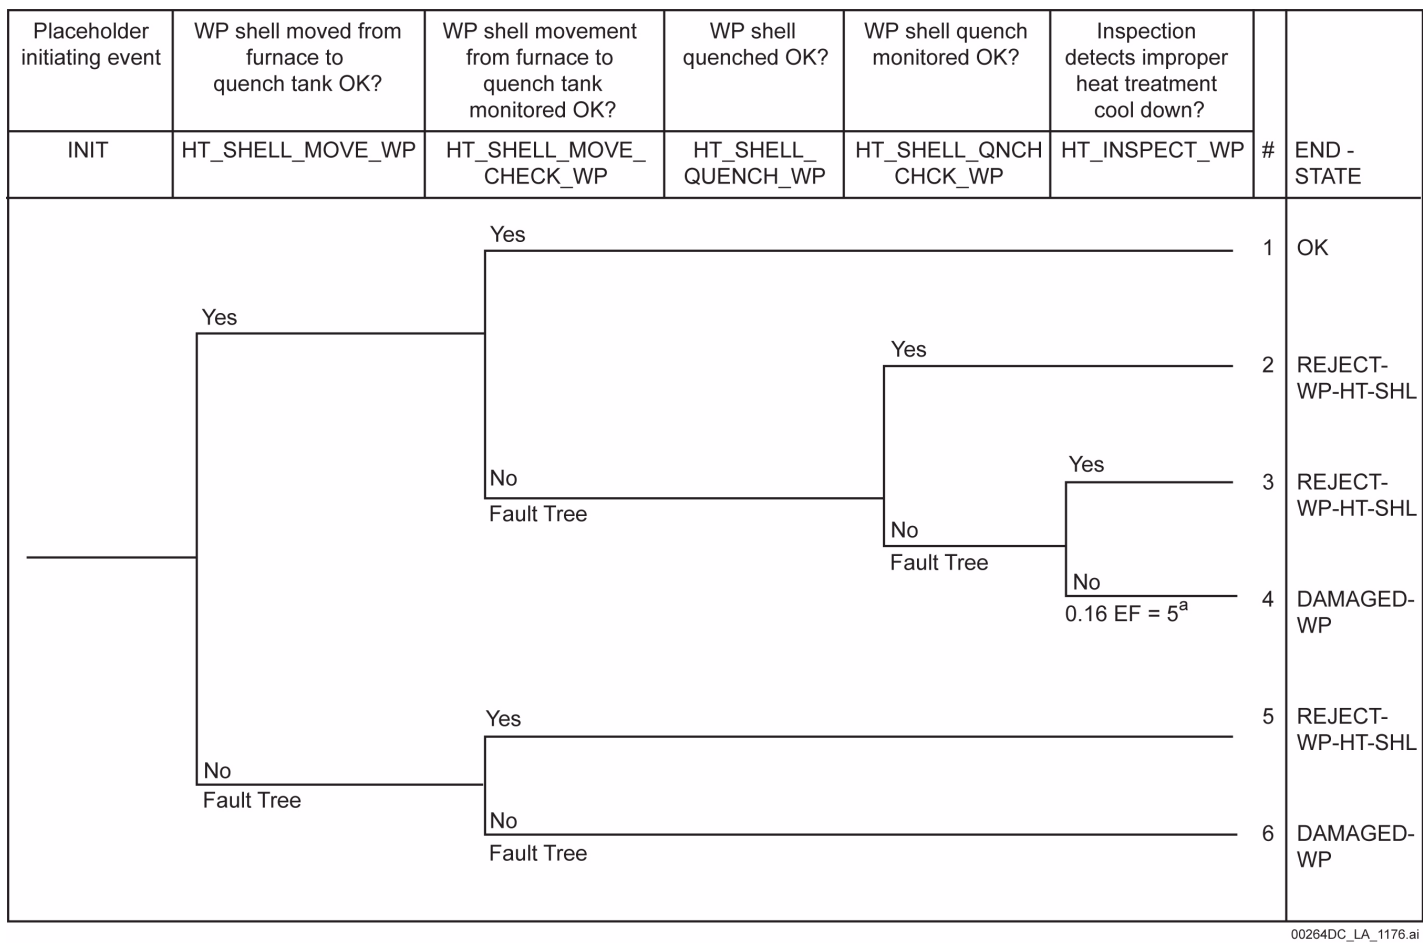 Placeholder
initiating event
WP shell moved from
furnace to
quench tank OK?
WP shell movement
from furnace to
quench tank
monitored OK?
WP shell
quenched OK?
WP shell quench
monitored OK?
Inspection
detects improper
heat treatment
cool down?
INIT
HT_SHELL_MOVE_WP
HT_SHELL_MOVE_
CHECK_WP
HT_SHELL_
QUENCH_WP
HT_SHELL_QNCH
CHCK_WP
HT_INSPECT_WP
#
END -
STATE
Yes
1 OK
Yes
Yes
2 REJECT-
WP-HT-SHL
Yes
No
3 REJECT-
WP-HT-SHL
Fault Tree
No
Fault Tree
No
0.16 EF = 5ª
4 DAMAGED-
WP
Yes
5 REJECT-
WP-HT-SHL
No
Fault Tree
No
6 DAMAGED-
WP
Fault Tree
00264DC_LA_1176.ai